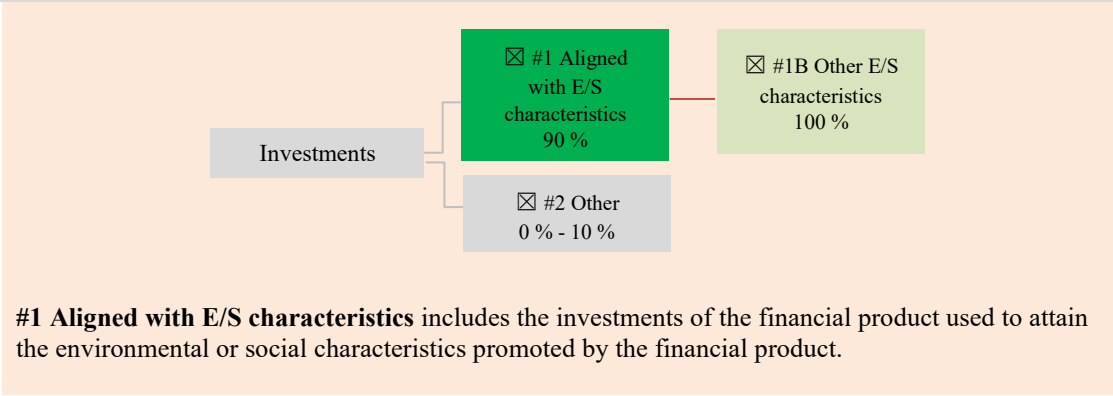 ☒ #1 Aligned
with E/S
characteristics
90 %
☒ #1B Other E/S
characteristics
100 %
Investments
☒ #2 Other
0 % - 10 %
#1 Aligned with E/S characteristics includes the investments of the financial product used to attain
the environmental or social characteristics promoted by the financial product.